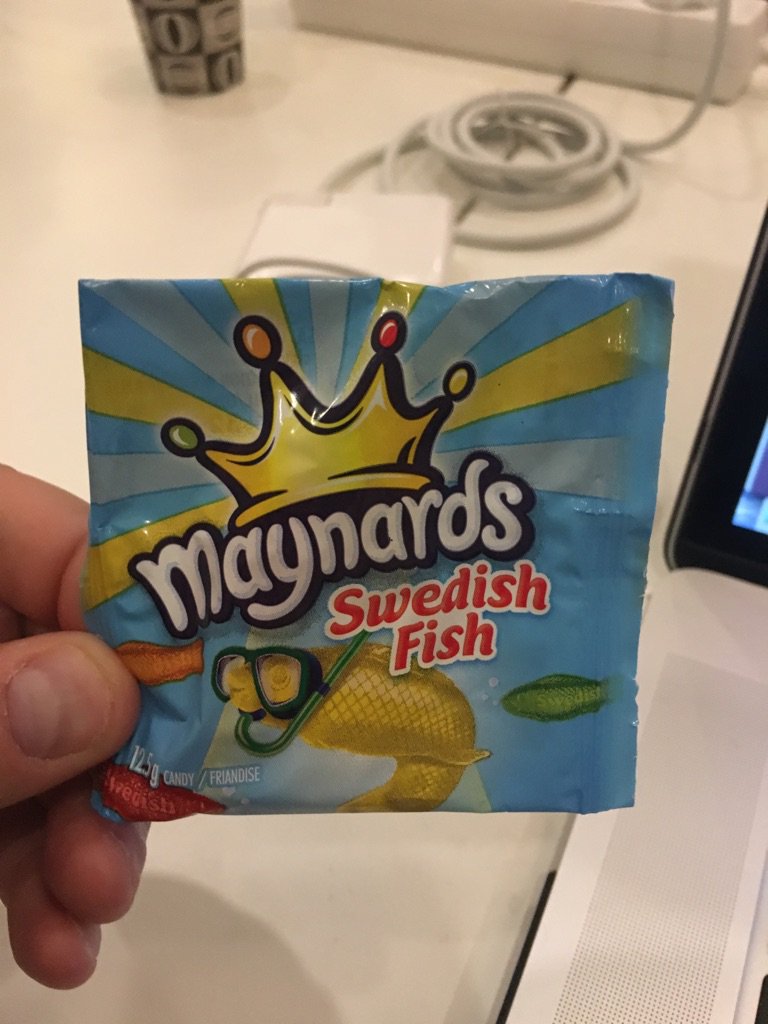 maynards
Swedish
Fish
12.5g CANDY / FRIANDISE